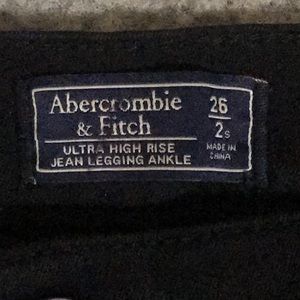 Abercrombie
& Fitch
ULTRA HIGH RISE
JEAN LEGGING ANKLE
26
2s
MADE IN
CHINA